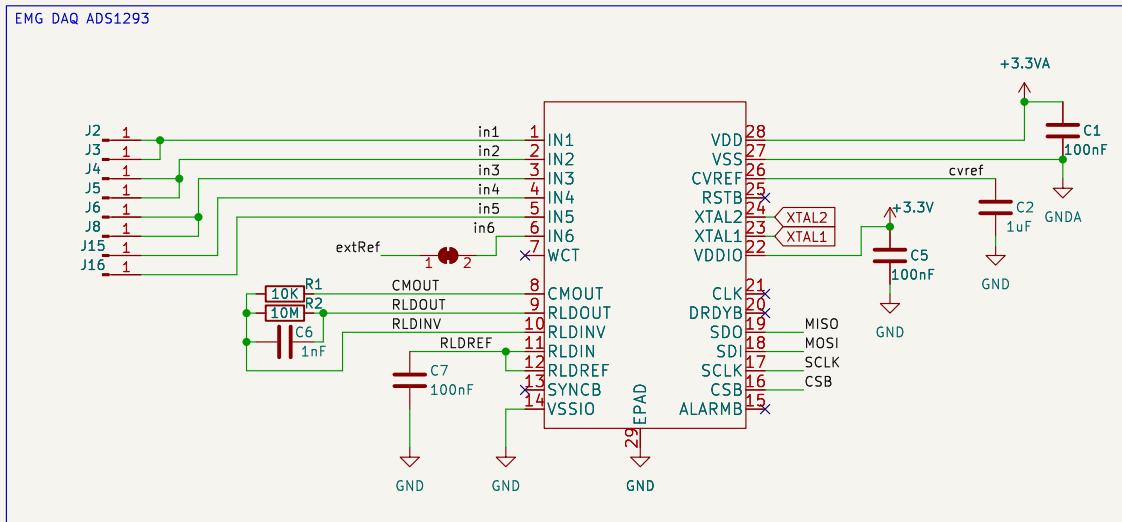 EMG DAQ ADS1293
+3.3VA
C1
100nF
GNDA
J2 1
J3 1
J4 1
J5 1
J6 1
J8 1
J15 1
J16 1
in1
in2
in3
in4
in5
in6
extRef
1 2
1 IN1
2 IN2
3 IN3
4 IN4
5 IN5
6 IN6
7 WCT
8 CMOUT
9 RLDOUT
10 RLDINV
11 RLDIN
12 RLDREF
13 SYNCB
14 VSSIO
EPAD
29
GND
VDD 28
VSS 27
CVREF 26
RSTB 25
XTAL2 24
XTAL1 23
VDDIO 22
CLK 21
DRDYB 20
SDO 19
SDI 18
SCLK 17
CSB 16
ALARMB 15
XTAL2
XTAL1
cvref
C2
1uF
GND
+3.3V
C5
100nF
GND
MISO
MOSI
SCLK
CSB
R1
10K
R2
10M
C6
1nF
CMOUT
RLDOUT
RLDINV
RLDREF
C7
100nF
GND
GND